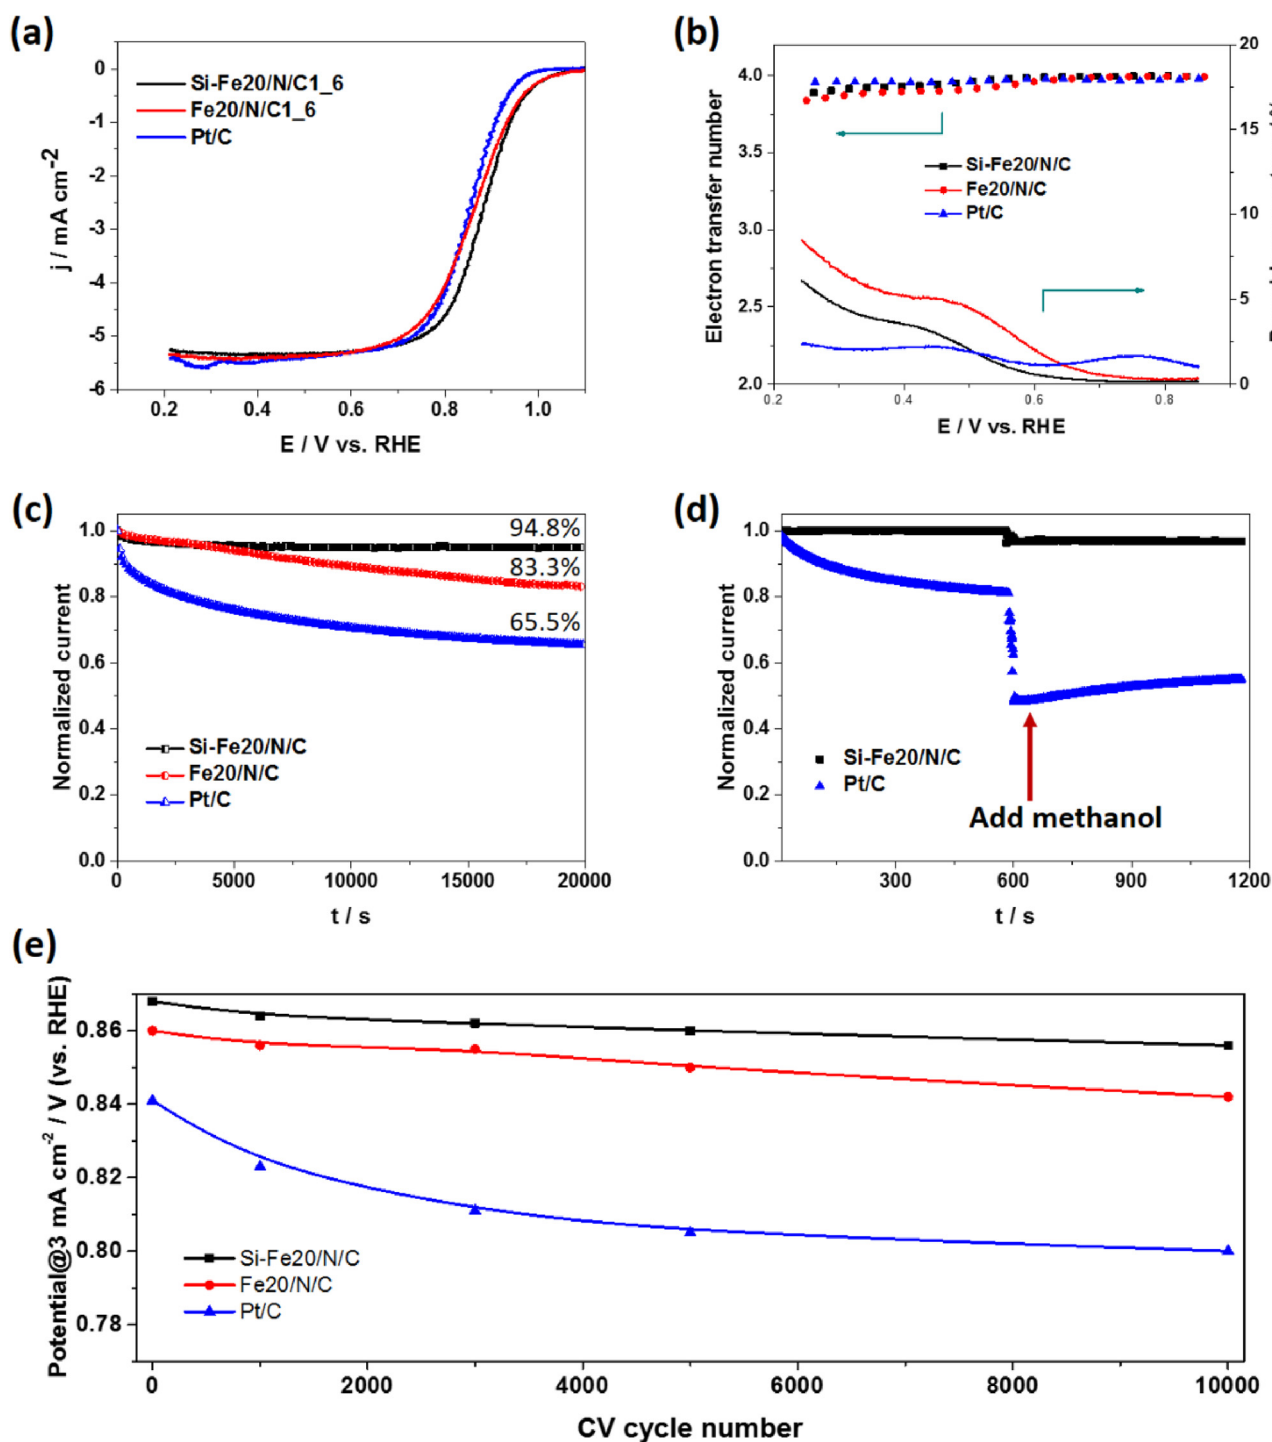 (a)
Si-Fe20/N/C1_6
Fe20/N/C1_6
Pt/C
0
-1
-2
-3
-4
-5
-6
j / mA cm-2
0.2 0.4 0.6 0.8 1.0
E / V vs. RHE
(b)
4.0
3.5
3.0
2.5
2.0
Electron transfer number
Si-Fe20/N/C
Fe20/N/C
Pt/C
20
15
10
5
0
0.2 0.4 0.6 0.8
E / V vs. RHE
(c)
1.0
0.8
0.6
0.4
0.2
0.0
Normalized current
94.8%
83.3%
65.5%
Si-Fe20/N/C
Fe20/N/C
Pt/C
0 5000 10000 15000 20000
t / s
(d)
1.0
0.8
0.6
0.4
0.2
0.0
Normalized current
Si-Fe20/N/C
Pt/C
Add methanol
300 600 900 1200
t / s
(e)
0.86
0.84
0.82
0.80
0.78
Potential@3 mA cm⁻² / V (vs. RHE)
Si-Fe20/N/C
Fe20/N/C
Pt/C
0 2000 4000 6000 8000 10000
CV cycle number